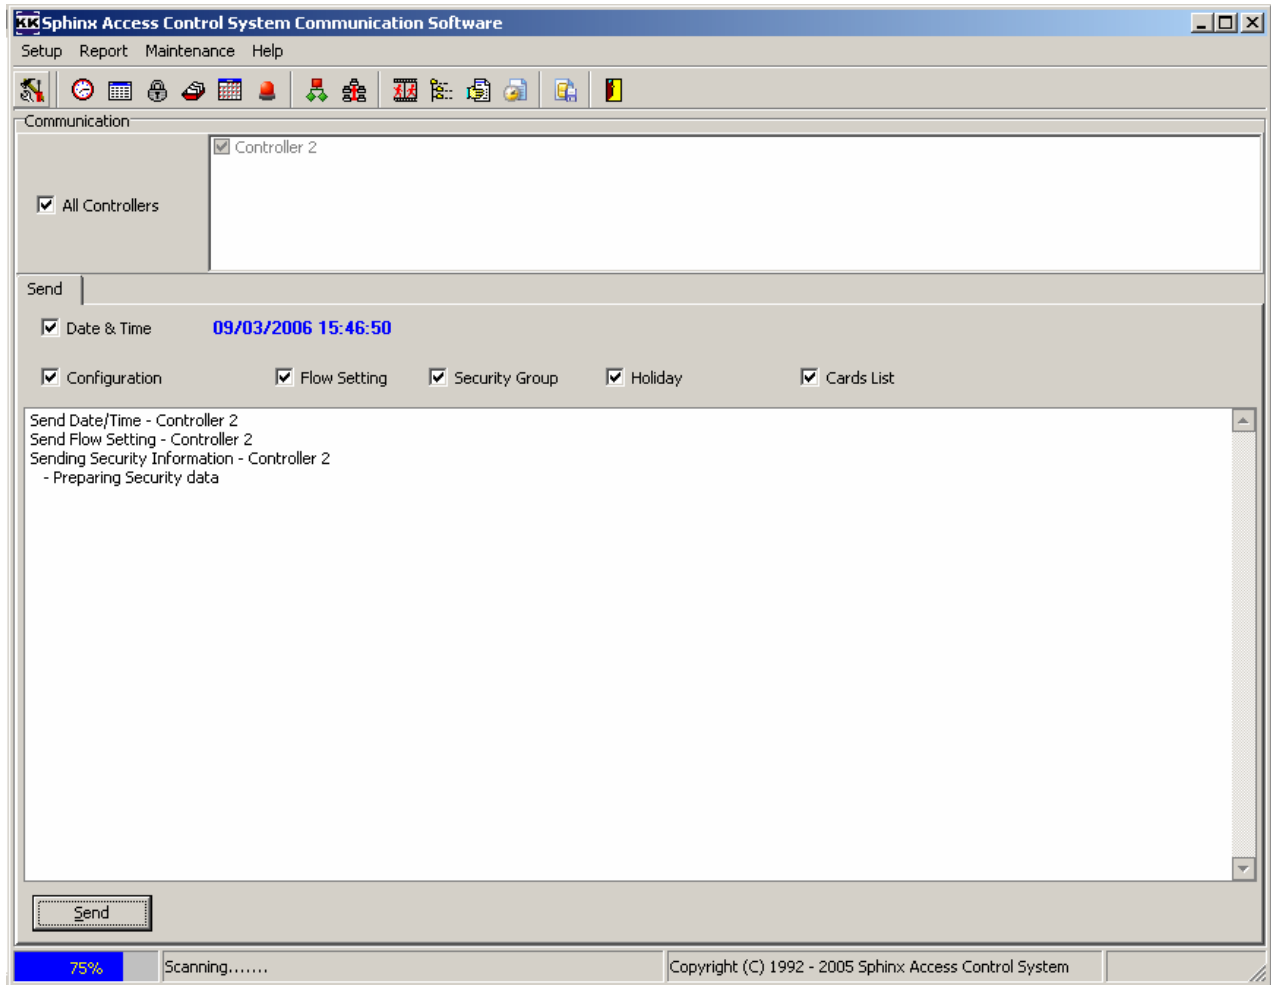 KK Sphinx Access Control System Communication Software
Setup Report Maintenance Help
Communication
Controller 2
All Controllers
Send
Date & Time 09/03/2006 15:46:50
Configuration Flow Setting Security Group Holiday Cards List
Send Date/Time - Controller 2
Send Flow Setting - Controller 2
Sending Security Information - Controller 2
- Preparing Security data
Send
75% Scanning....... Copyright (C) 1992 - 2005 Sphinx Access Control System